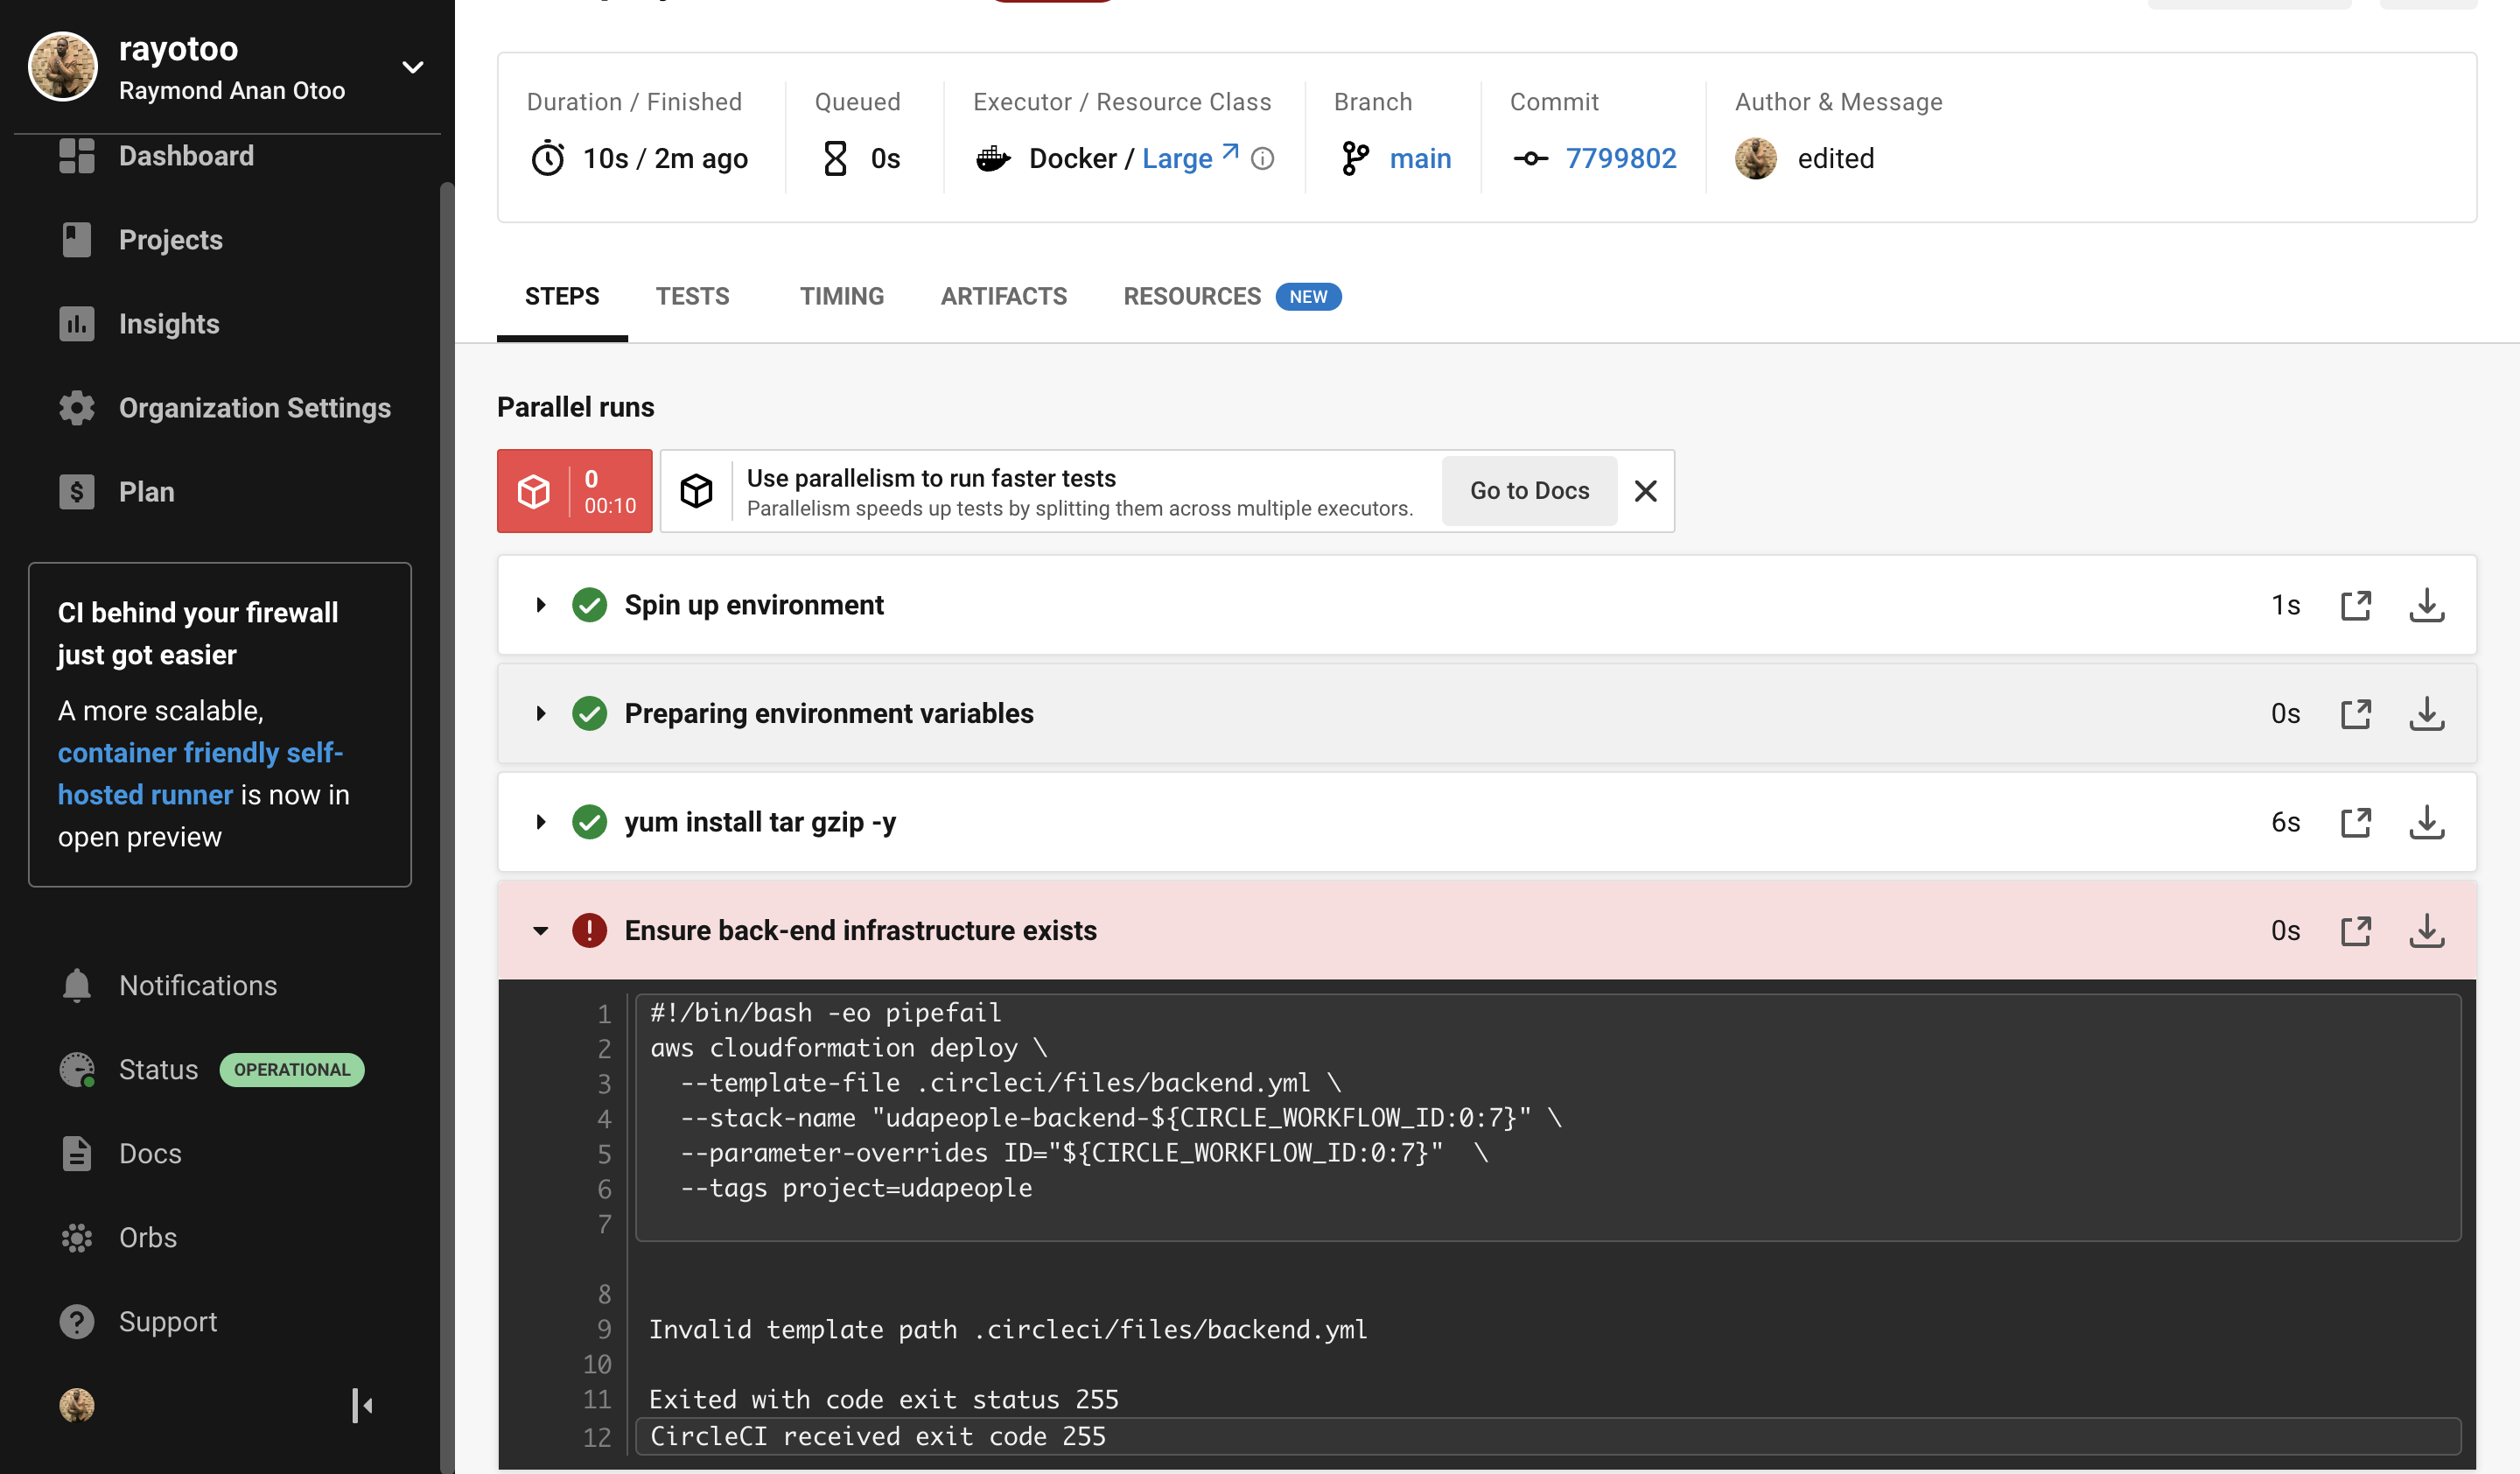 rayotoo
Raymond Anan Otoo
Dashboard
Projects
Insights
Organization Settings
Plan
CI behind your firewall
just got easier
A more scalable,
container friendly self-
hosted runner is now in
open preview
Notifications
Status OPERATIONAL
Docs
Orbs
Support
Duration / Finished
10s / 2m ago
Queued
0s
Executor / Resource Class
Docker / Large
Branch
main
Commit
7799802
Author & Message
edited
STEPS TESTS TIMING ARTIFACTS RESOURCES NEW
Parallel runs
0
00:10
Use parallelism to run faster tests
Parallelism speeds up tests by splitting them across multiple executors.
Go to Docs
Spin up environment 1s
Preparing environment variables 0s
yum install tar gzip -y 6s
Ensure back-end infrastructure exists 0s
1 #!/bin/bash -eo pipefail
2 aws cloudformation deploy \
3   --template-file .circleci/files/backend.yml \
4   --stack-name "udapeople-backend-${CIRCLE_WORKFLOW_ID:0:7}" \
5   --parameter-overrides ID="${CIRCLE_WORKFLOW_ID:0:7}"  \
6   --tags project=udapeople
7
8
9 Invalid template path .circleci/files/backend.yml
10
11 Exited with code exit status 255
12 CircleCI received exit code 255